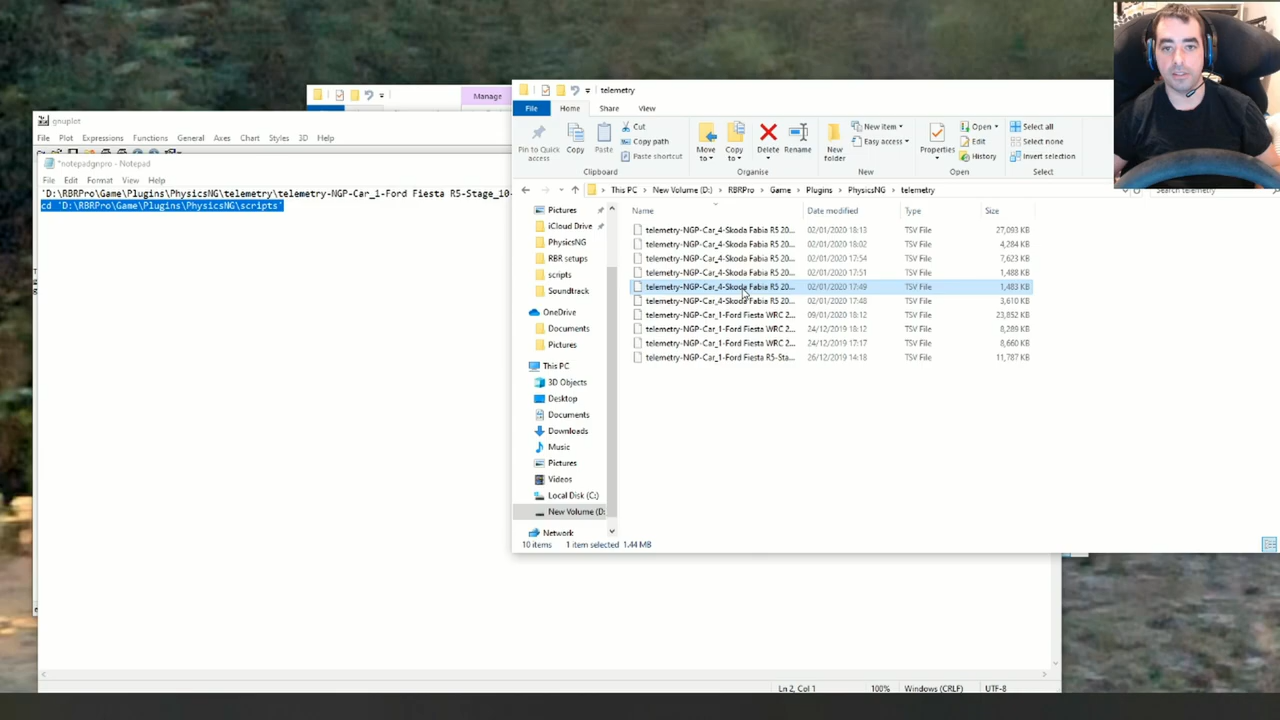 Manage
telemetry
File Home Share View
Pin to Quick access
Copy
Paste
Cut
Copy path
Paste shortcut
Clipboard
Move to
Copy to
Delete
Rename
Organise
New folder
New item
Easy access
New
Properties
Open
Edit
History
Open
Select all
Select none
Invert selection
Select
This PC > New Volume (D:) > RBRPro > Game > Plugins > PhysicsNG > telemetry
Search telemetry
Name Date modified Type Size
telemetry-NGP-Car_4-Skoda Fabia R5 20... 02/01/2020 18:13 TSV File 27,093 KB
telemetry-NGP-Car_4-Skoda Fabia R5 20... 02/01/2020 18:02 TSV File 4,284 KB
telemetry-NGP-Car_4-Skoda Fabia R5 20... 02/01/2020 17:54 TSV File 7,623 KB
telemetry-NGP-Car_4-Skoda Fabia R5 20... 02/01/2020 17:51 TSV File 1,488 KB
telemetry-NGP-Car_4-Skoda Fabia R5 20... 02/01/2020 17:49 TSV File 1,483 KB
telemetry-NGP-Car_4-Skoda Fabia R5 20... 02/01/2020 17:48 TSV File 3,610 KB
telemetry-NGP-Car_1-Ford Fiesta WRC 2... 09/01/2020 18:12 TSV File 23,852 KB
telemetry-NGP-Car_1-Ford Fiesta WRC 2... 24/12/2019 18:12 TSV File 8,289 KB
telemetry-NGP-Car_1-Ford Fiesta WRC 2... 24/12/2019 17:17 TSV File 8,660 KB
telemetry-NGP-Car_1-Ford Fiesta R5-Sta... 26/12/2019 14:18 TSV File 11,787 KB
Pictures
iCloud Drive
PhysicsNG
RBR setups
scripts
Soundtrack
OneDrive
Documents
Pictures
This PC
3D Objects
Desktop
Documents
Downloads
Music
Pictures
Videos
Local Disk (C:)
New Volume (D:
Network
10 items 1 item selected 1.44 MB
gnuplot
File Plot Expressions Functions General Axes Chart Styles 3D Help
*notepadgnpro - Notepad
File Edit Format View Help
'D:\RBRPro\Game\Plugins\PhysicsNG\telemetry\telemetry-NGP-Car_1-Ford Fiesta R5-Stage_10-
cd 'D:\RBRPro\Game\Plugins\PhysicsNG\scripts'
Ln 2, Col 1 100% Windows (CRLF) UTF-8